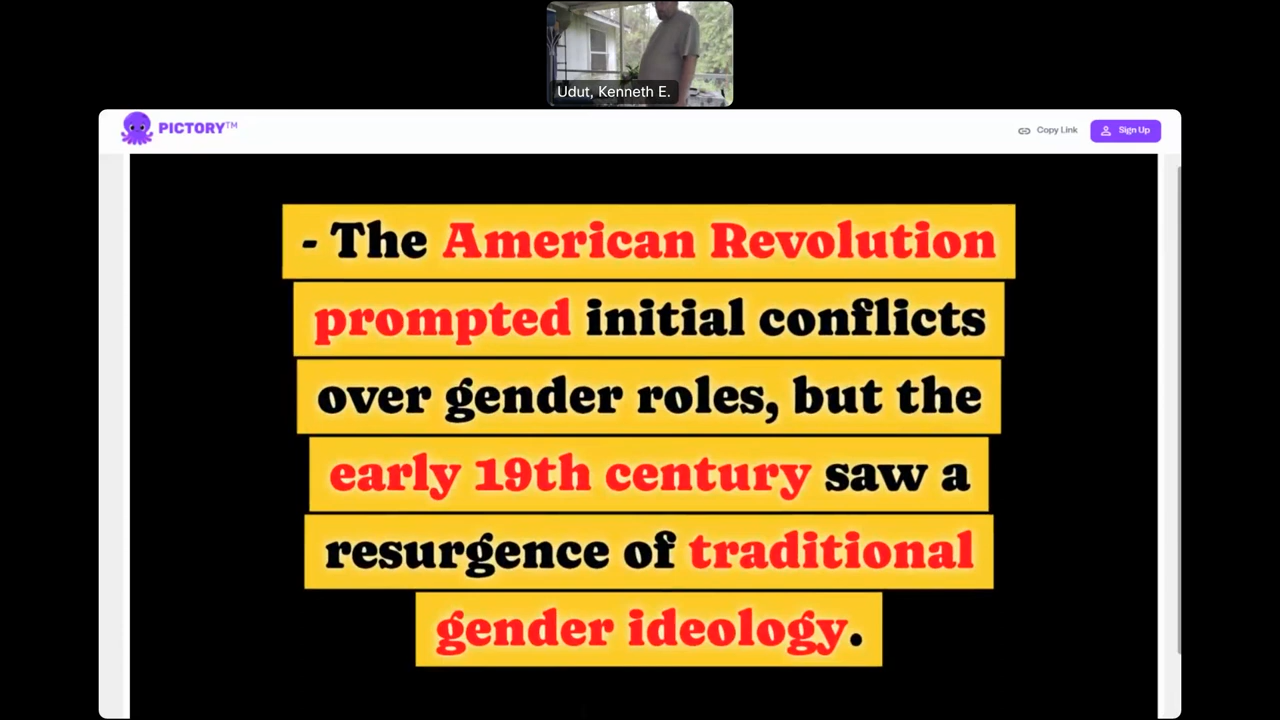 Udut, Kenneth E.
PICTORY™
Copy Link
Sign Up
- The American Revolution
prompted initial conflicts
over gender roles, but the
early 19th century saw a
resurgence of traditional
gender ideology.